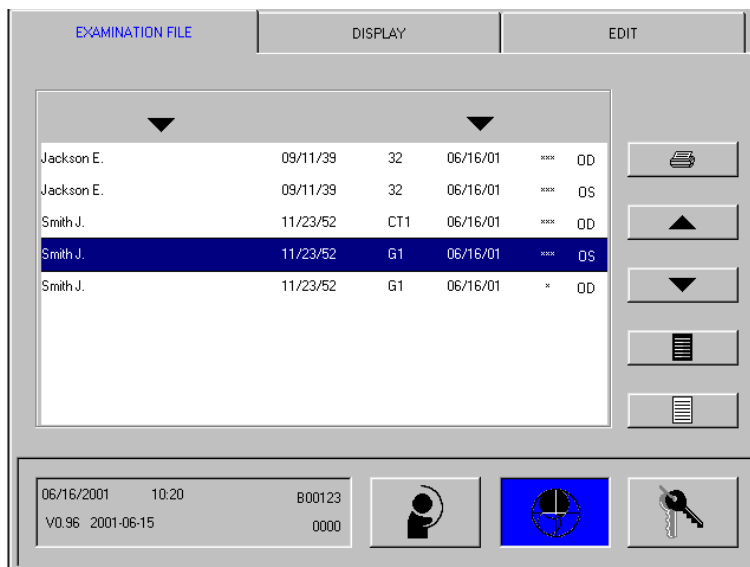 EXAMINATION FILE DISPLAY EDIT
Jackson E. 09/11/39 32 06/16/01 *** OD
Jackson E. 09/11/39 32 06/16/01 *** OS
Smith J. 11/23/52 CT1 06/16/01 *** OD
Smith J. 11/23/52 G1 06/16/01 *** OS
Smith J. 11/23/52 G1 06/16/01 * OD
06/16/2001 10:20 B00123
V0.96 2001-06-15 0000